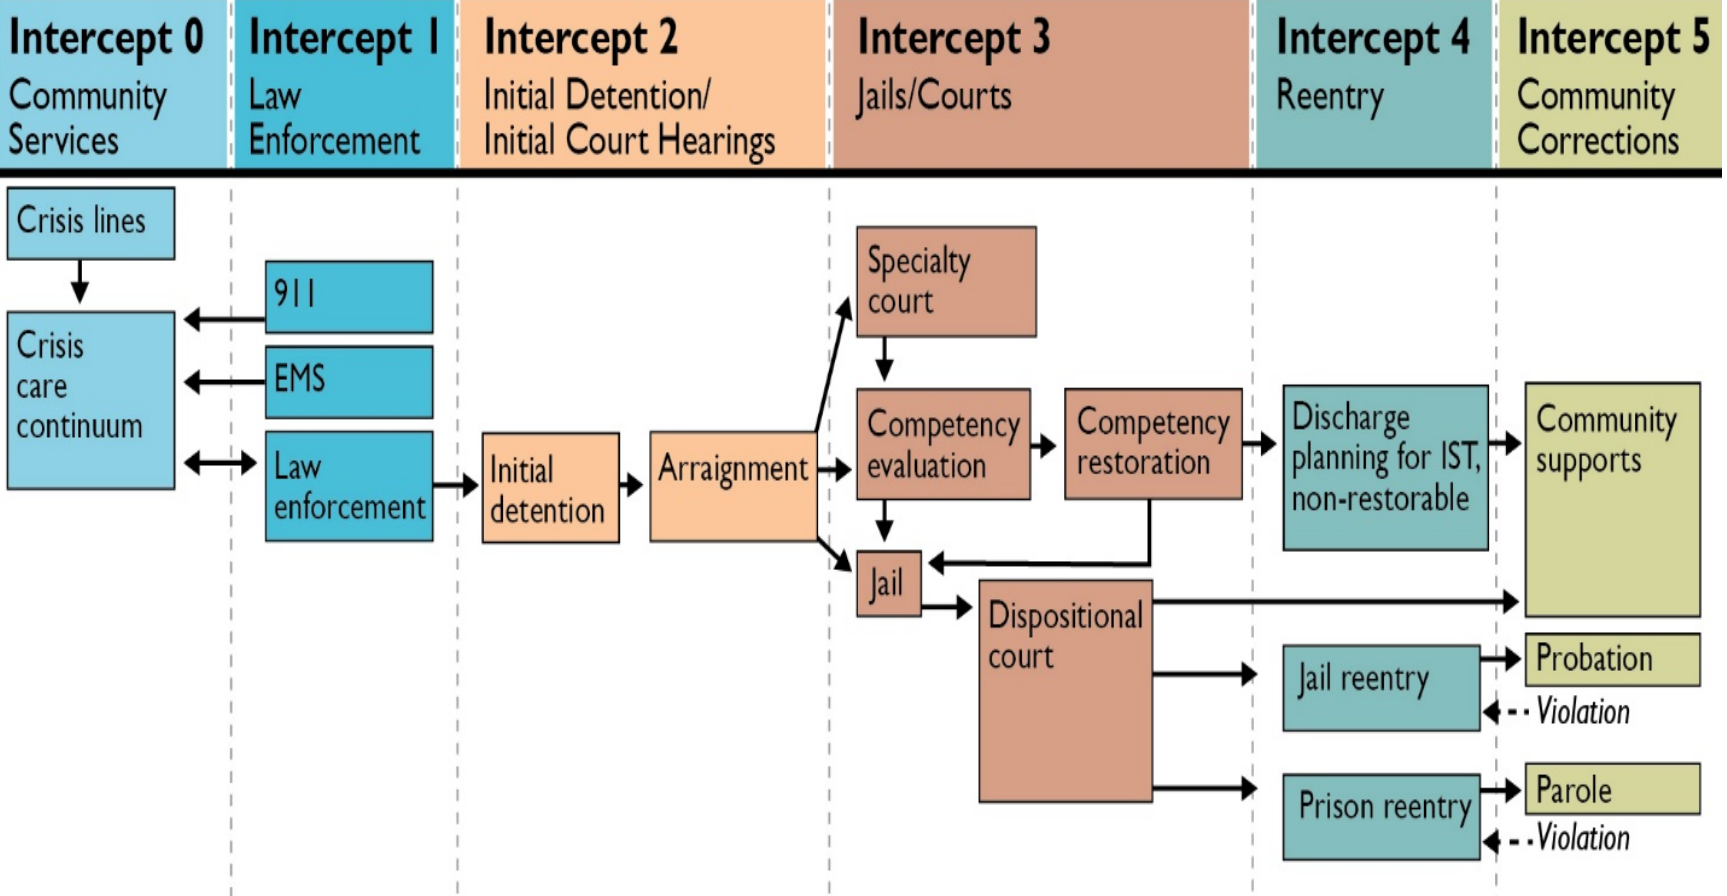 Intercept 0
Community
Services
Intercept 1
Law
Enforcement
Intercept 2
Initial Detention/
Initial Court Hearings
Intercept 3
Jails/Courts
Intercept 4
Reentry
Intercept 5
Community
Corrections
Crisis lines
Crisis
care
continuum
911
EMS
Law
enforcement
Initial
detention
Arraignment
Specialty
court
Competency
evaluation
Competency
restoration
Jail
Dispositional
court
Discharge
planning for IST,
non-restorable
Jail reentry
Prison reentry
Community
supports
Probation
Violation
Parole
Violation